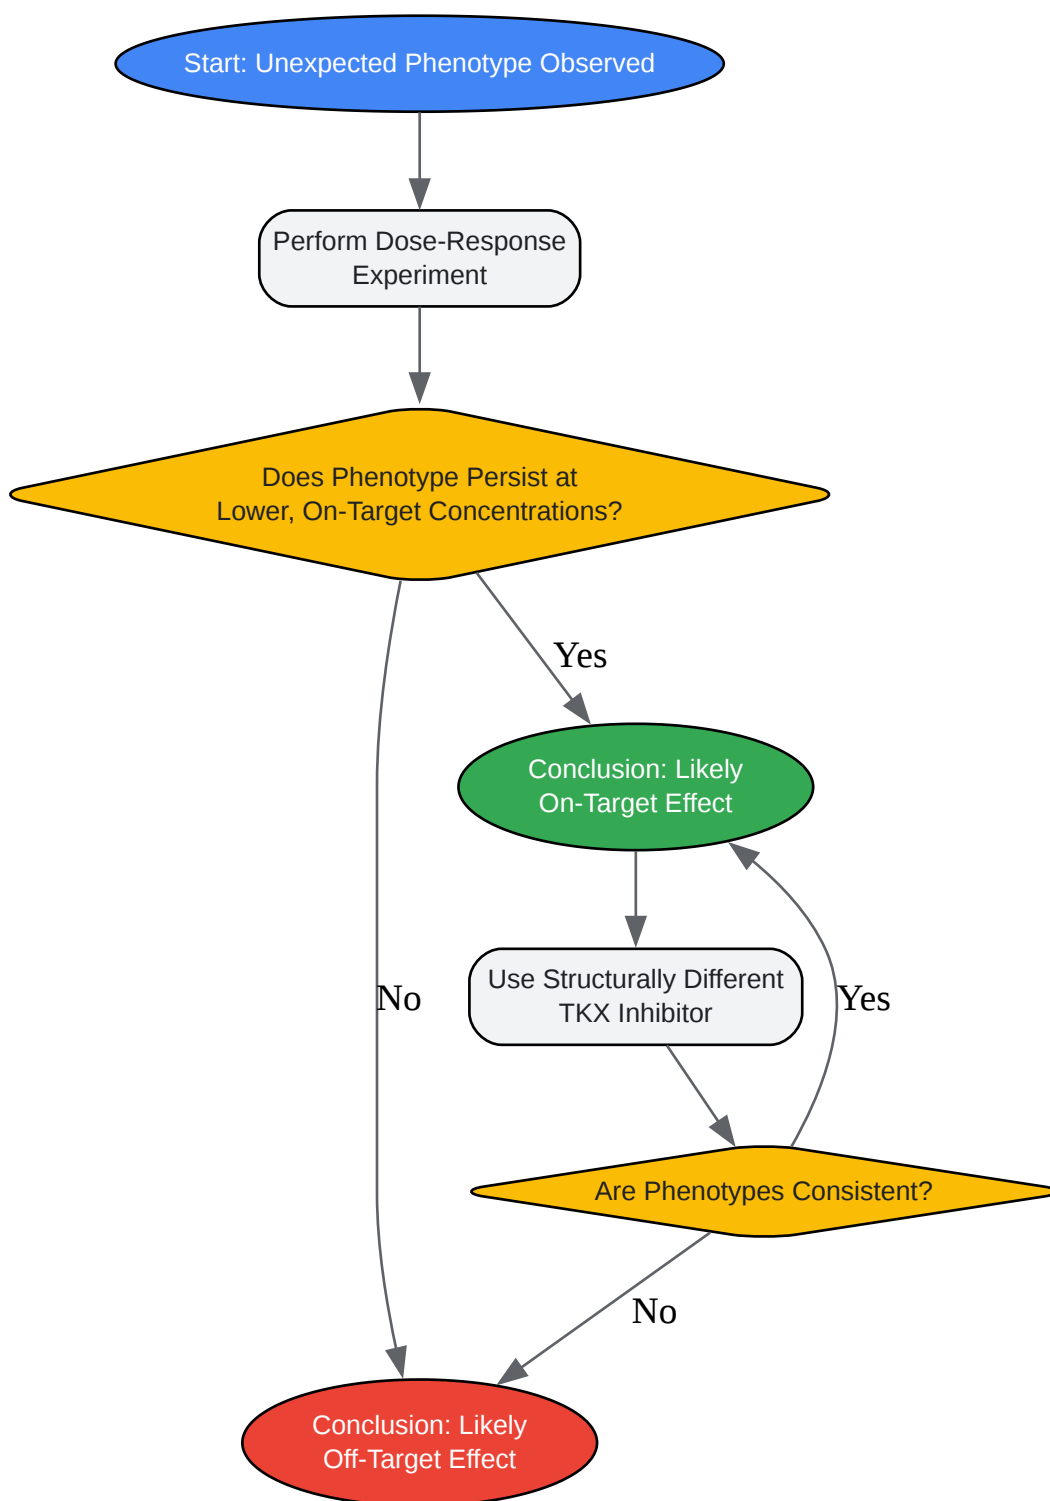 Start: Unexpected Phenotype Observed
Perform Dose-Response
Experiment
Does Phenotype Persist at
Lower, On-Target Concentrations?
Yes
Conclusion: Likely
On-Target Effect
Use Structurally Different
TKX Inhibitor
No
Yes
Are Phenotypes Consistent?
No
Conclusion: Likely
Off-Target Effect